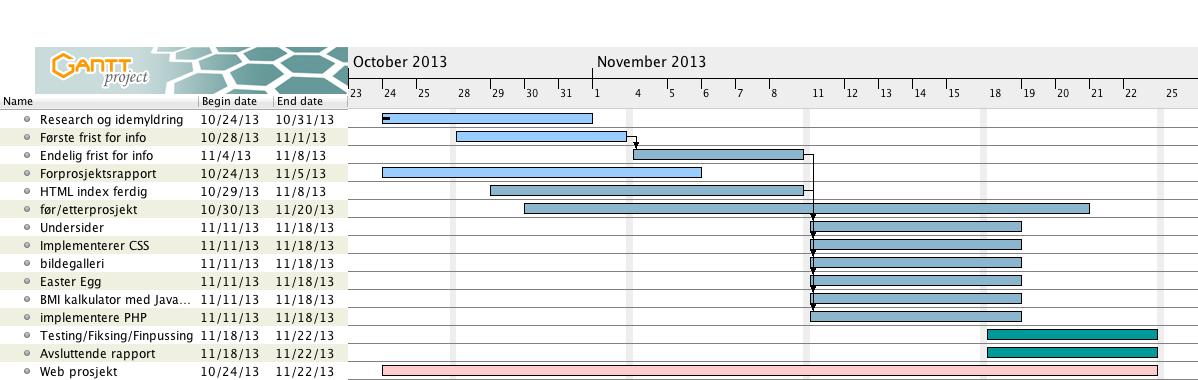 GANTT
project
October 2013 November 2013
23 24 25 28 29 30 31 1 4 5 6 7 8 11 12 13 14 15 18 19 20 21 22 25
Name Begin date End date
Research og idemyldring 10/24/13 10/31/13
Første frist for info 10/28/13 11/1/13
Endelig frist for info 11/4/13 11/8/13
Forprosjektsrapport 10/24/13 11/5/13
HTML index ferdig 10/29/13 11/8/13
før/etterprosjekt 10/30/13 11/20/13
Undersider 11/11/13 11/18/13
Implementerer CSS 11/11/13 11/18/13
bildegalleri 11/11/13 11/18/13
Easter Egg 11/11/13 11/18/13
BMI kalkulator med Java... 11/11/13 11/18/13
implementere PHP 11/11/13 11/18/13
Testing/Fiksing/Finpussing 11/18/13 11/22/13
Avsluttende rapport 11/18/13 11/22/13
Web prosjekt 10/24/13 11/22/13